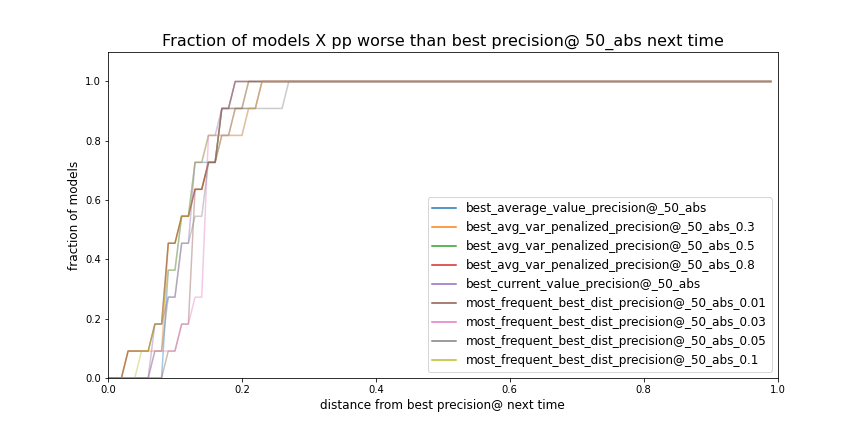 Fraction of models X pp worse than best precision@ 50_abs next time
fraction of models
1.0
0.8
0.6
0.4
0.2
0.0
0.0 0.2 0.4 0.6 0.8 1.0
distance from best precision@ next time
best_average_value_precision@_50_abs
best_avg_var_penalized_precision@_50_abs_0.3
best_avg_var_penalized_precision@_50_abs_0.5
best_avg_var_penalized_precision@_50_abs_0.8
best_current_value_precision@_50_abs
most_frequent_best_dist_precision@_50_abs_0.01
most_frequent_best_dist_precision@_50_abs_0.03
most_frequent_best_dist_precision@_50_abs_0.05
most_frequent_best_dist_precision@_50_abs_0.1